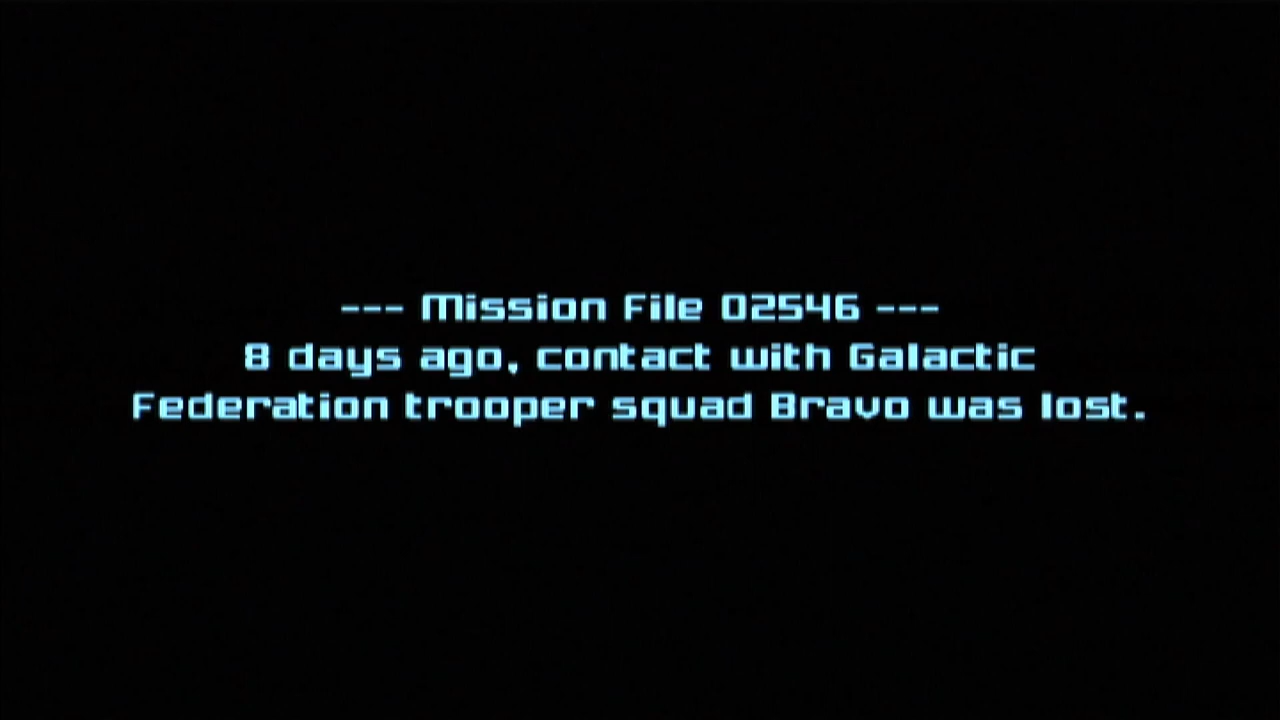 --- Mission File 02546 ---
8 days ago, contact with Galactic
Federation trooper squad Bravo was lost.